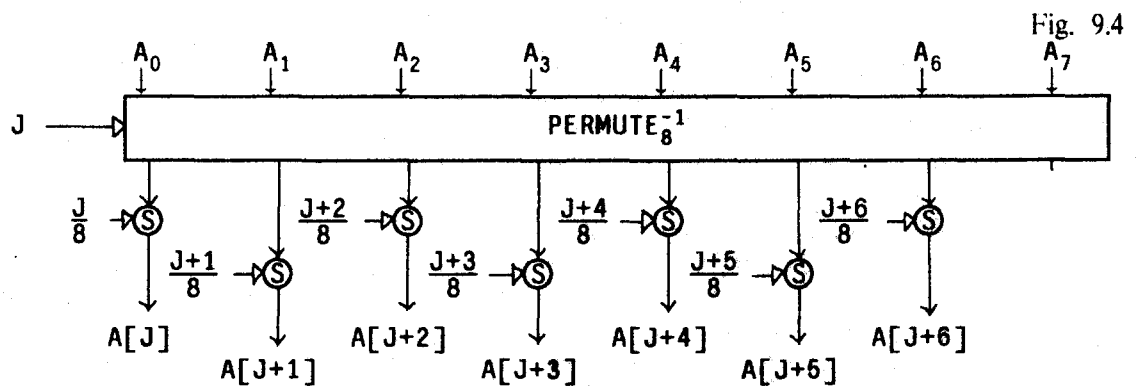 Fig. 9.4
A0 A1 A2 A3 A4 A5 A6 A7
J PERMUTE8^-1
J/8 S J+2/8 S J+4/8 S J+6/8 S
J+1/8 S J+3/8 S J+5/8 S
A[J] A[J+2] A[J+4] A[J+6]
A[J+1] A[J+3] A[J+5]